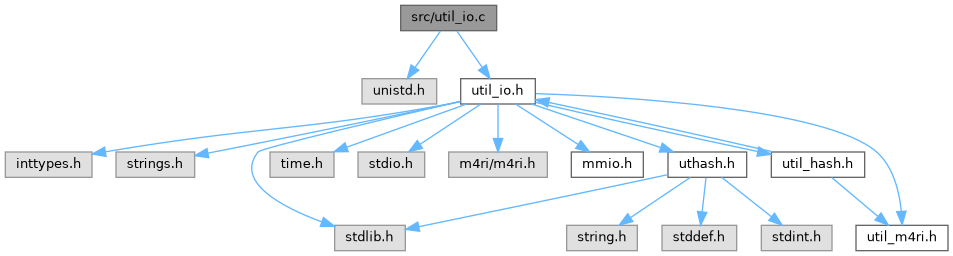 src/util_io.c
unistd.h
util_io.h
inttypes.h
strings.h
time.h
stdio.h
m4ri/m4ri.h
mmio.h
uthash.h
util_hash.h
stdlib.h
string.h
stddef.h
stdint.h
util_m4ri.h